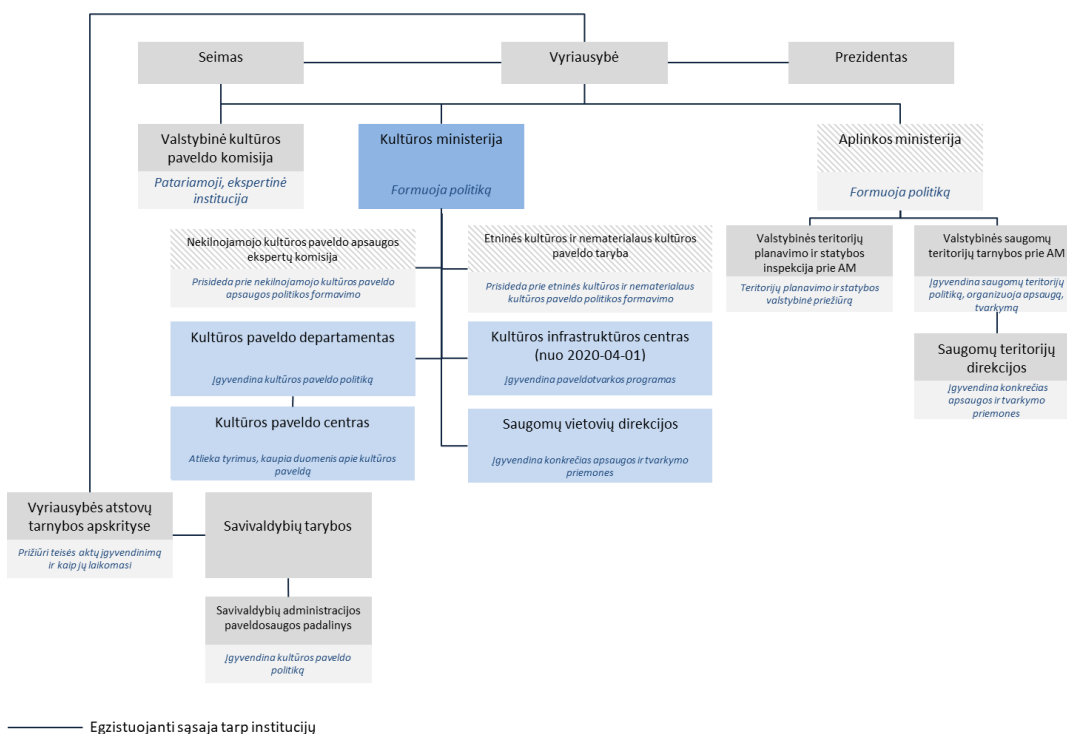 Seimas
Vyriausybė
Prezidentas
Valstybinė kultūros
paveldo komisija
Patariamoji, ekspertinė
institucija
Kultūros ministerija
Formuoja politiką
Aplinkos ministerija
Formuoja politiką
Nekilnojamojo kultūros paveldo apsaugos
ekspertų komisija
Prisideda prie nekilnojamojo kultūros paveldo
apsaugos politikos formavimo
Etninės kultūros ir nematerialaus kultūros
paveldo taryba
Prisideda prie etninės kultūros ir nematerialaus
kultūros paveldo politikos formavimo
Valstybinės teritorijų
planavimo ir statybos
inspekcija prie AM
Teritorijų planavimo ir statybos
valstybinė priežiūrą
Valstybinės saugomų
teritorijų tarnybos prie AM
Įgyvendina saugomų teritorijų
politiką, organizuoja apsaugą,
tvarkymą
Kultūros paveldo departamentas
Įgyvendina kultūros paveldo politiką
Kultūros infrastruktūros centras
(nuo 2020-04-01)
Įgyvendina paveldotvarkos programas
Saugomų teritorijų
direkcijos
Įgyvendina konkrečias
apsaugos ir tvarkymo
priemones
Kultūros paveldo centras
Atlieka tyrimus, kaupia duomenis apie kultūros
paveldą
Saugomų vietovių direkcijos
Įgyvendina konkrečias apsaugos ir tvarkymo
priemones
Vyriausybės atstovų
tarnybos apskrityse
Prižiūri teisės aktų įgyvendinimą
ir kaip jų laikomasi
Savivaldybių tarybos
Savivaldybių administracijos
paveldosaugos padalinys
Įgyvendina kultūros paveldo
politiką
Egzistuojanti sąsaja tarp institucijų